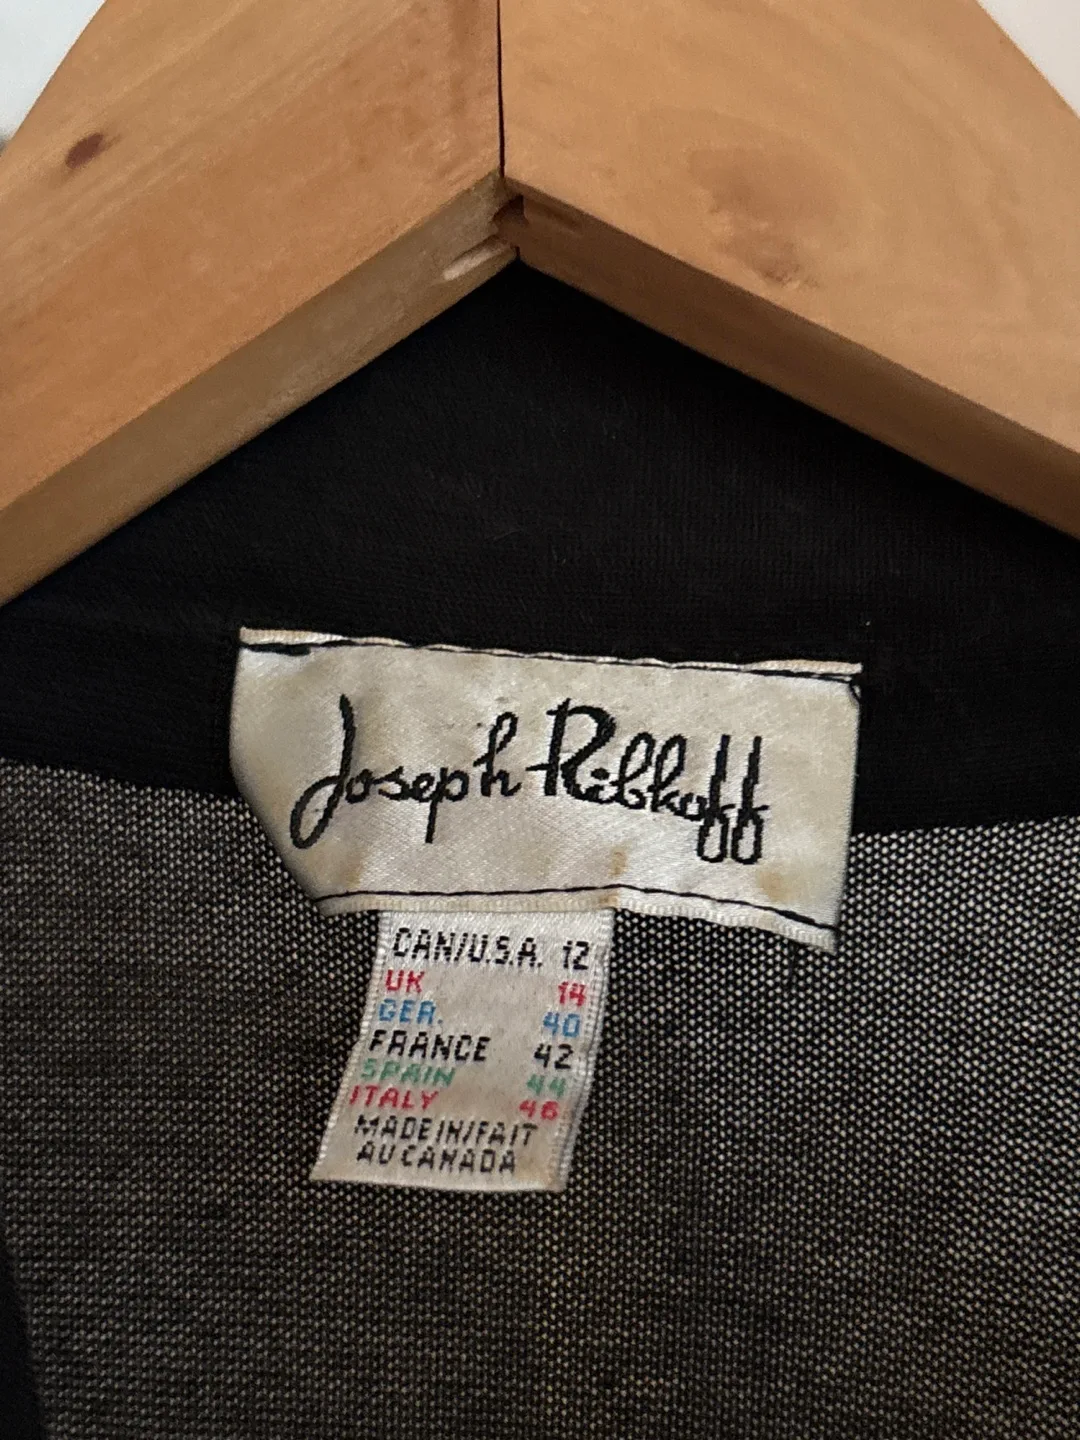 Joseph Ribkoff
CAN/U.S.A. 12
UK 14
GER. 40
FRANCE 42
SPAIN 44
ITALY 46
MADE IN/FAIT
AU CANADA